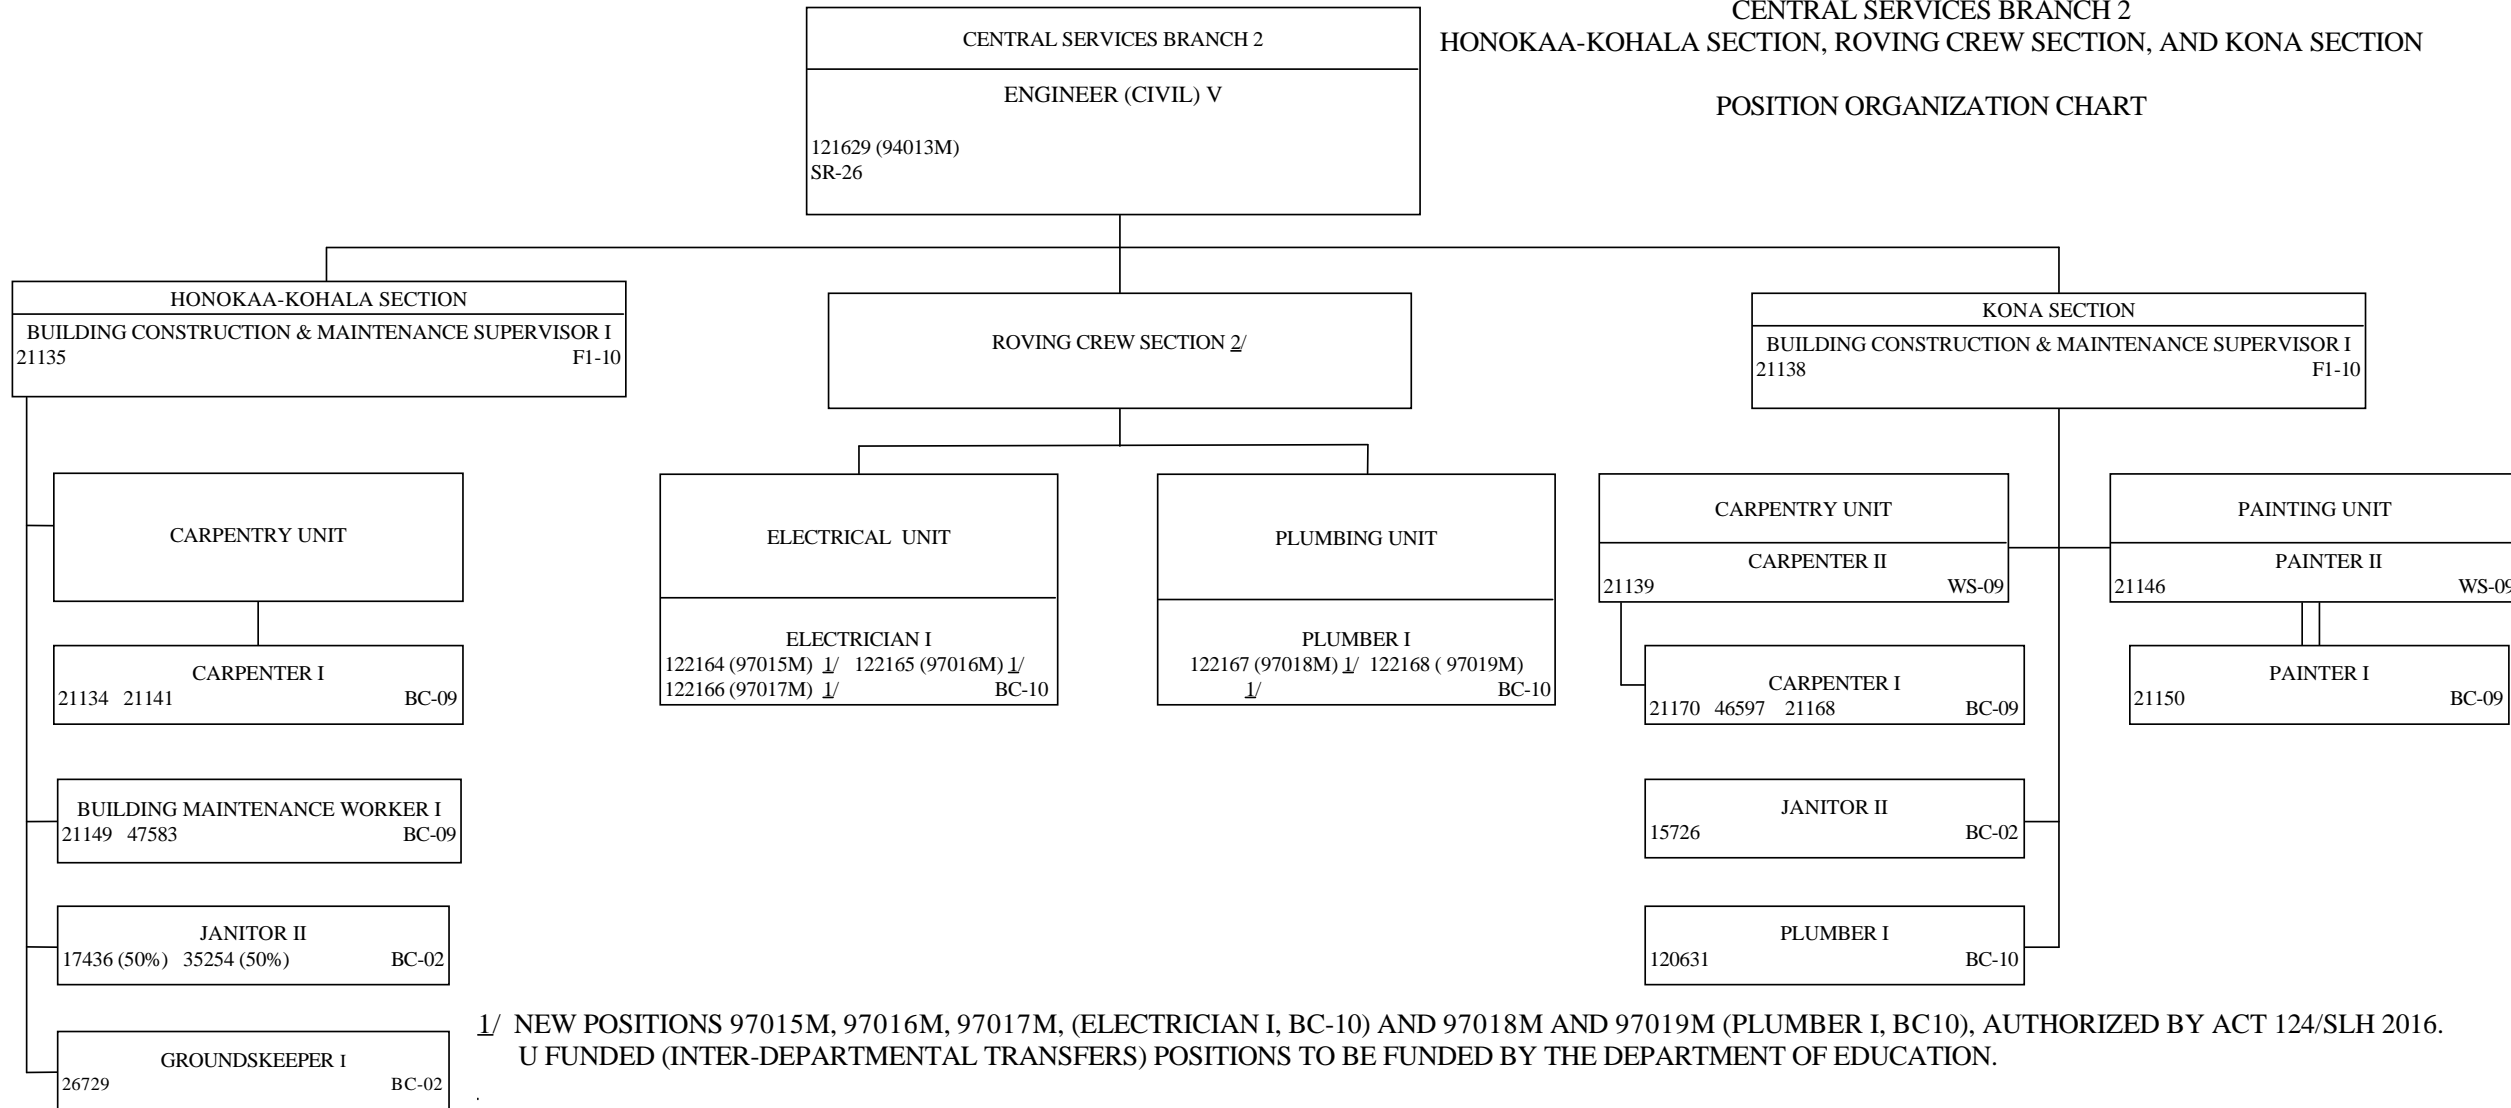 CENTRAL SERVICES BRANCH 2
HONOKAA-KOHALA SECTION, ROVING CREW SECTION, AND KONA SECTION
POSITION ORGANIZATION CHART
CENTRAL SERVICES BRANCH 2
ENGINEER (CIVIL) V
121629 (94013M)
SR-26
HONOKAA-KOHALA SECTION
BUILDING CONSTRUCTION & MAINTENANCE SUPERVISOR I
21135 F1-10
ROVING CREW SECTION 2/
KONA SECTION
BUILDING CONSTRUCTION & MAINTENANCE SUPERVISOR I
21138 F1-10
CARPENTRY UNIT
CARPENTER I
21134 21141 BC-09
BUILDING MAINTENANCE WORKER I
21149 47583 BC-09
JANITOR II
17436 (50%) 35254 (50%) BC-02
GROUNDSKEEPER I
26729 BC-02
ELECTRICAL UNIT
ELECTRICIAN I
122164 (97015M) 1/ 122165 (97016M) 1/
122166 (97017M) 1/ BC-10
PLUMBING UNIT
PLUMBER I
122167 (97018M) 1/ 122168 ( 97019M)
1/ BC-10
CARPENTRY UNIT
CARPENTER II
21139 WS-09
CARPENTER I
21170 46597 21168 BC-09
JANITOR II
15726 BC-02
PLUMBER I
120631 BC-10
PAINTING UNIT
PAINTER II
21146 WS-09
PAINTER I
21150 BC-09
1/ NEW POSITIONS 97015M, 97016M, 97017M, (ELECTRICIAN I, BC-10) AND 97018M AND 97019M (PLUMBER I, BC10), AUTHORIZED BY ACT 124/SLH 2016.
U FUNDED (INTER-DEPARTMENTAL TRANSFERS) POSITIONS TO BE FUNDED BY THE DEPARTMENT OF EDUCATION.